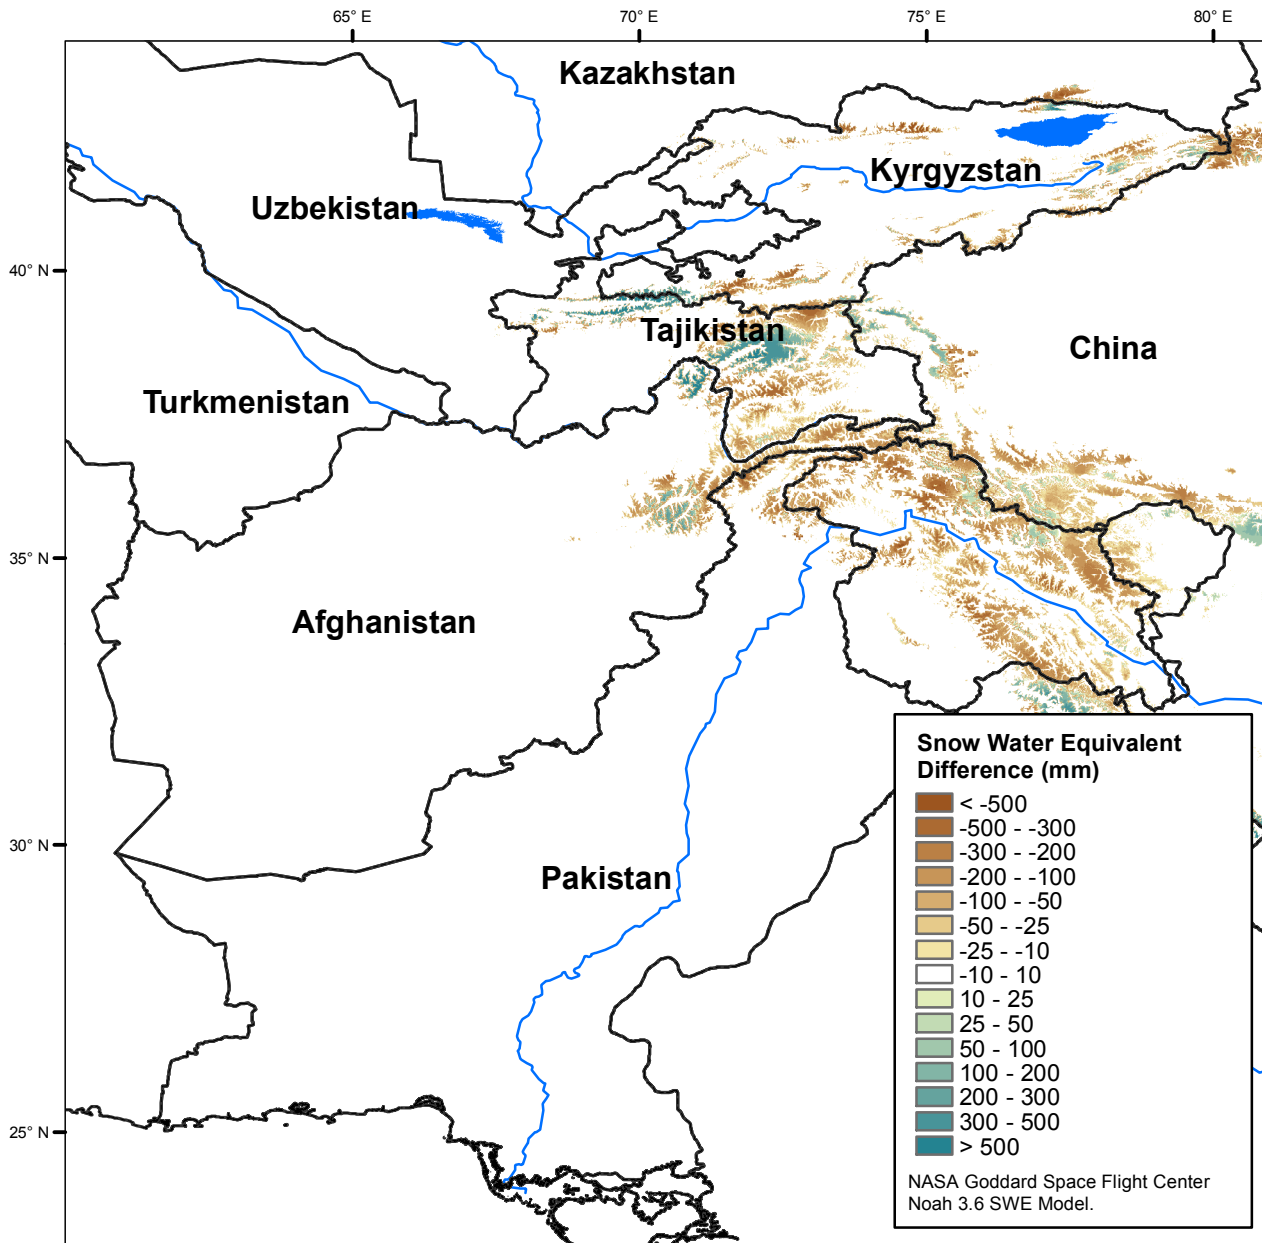 65° E
70° E
75° E
80° E
Kazakhstan
Kyrgyzstan
Uzbekistan
40° N
Tajikistan
China
Turkmenistan
35° N
Afghanistan
Snow Water Equivalent
Difference (mm)
< -500
-500 - -300
-300 - -200
-200 - -100
-100 - -50
-50 - -25
-25 - -10
-10 - 10
10 - 25
25 - 50
50 - 100
100 - 200
200 - 300
300 - 500
> 500
NASA Goddard Space Flight Center
Noah 3.6 SWE Model.
30° N
Pakistan
25° N